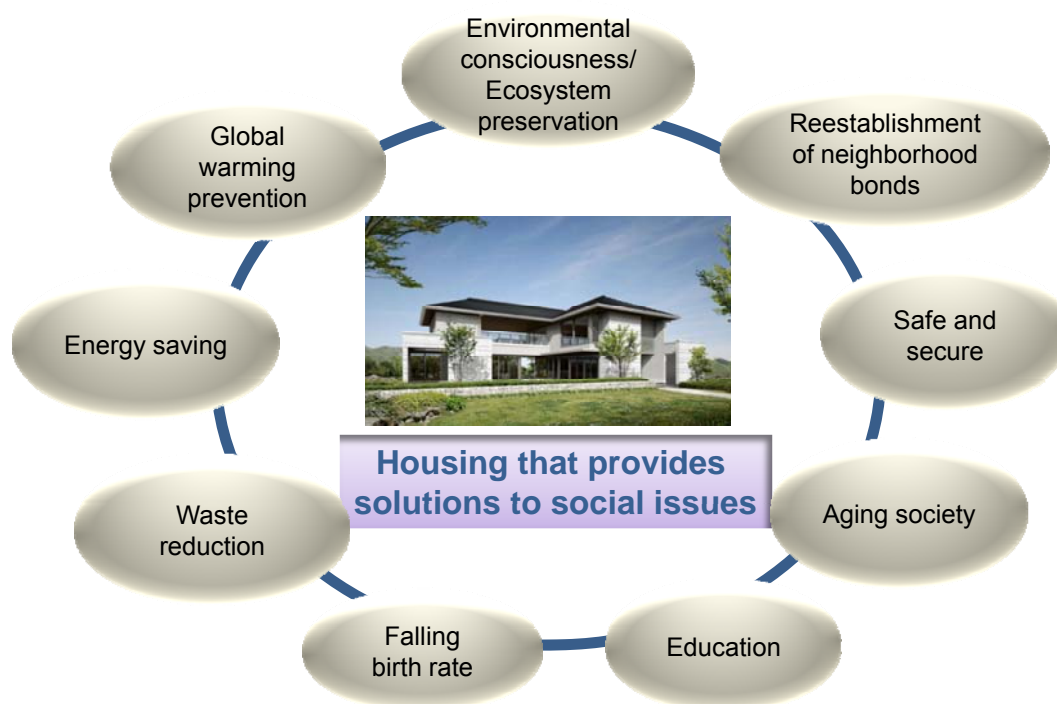 Environmental
consciousness/
Ecosystem
preservation
Reestablishment
of neighborhood
bonds
Safe and
secure
Aging society
Education
Falling
birth rate
Waste
reduction
Energy saving
Global
warming
prevention
Housing that provides
solutions to social issues